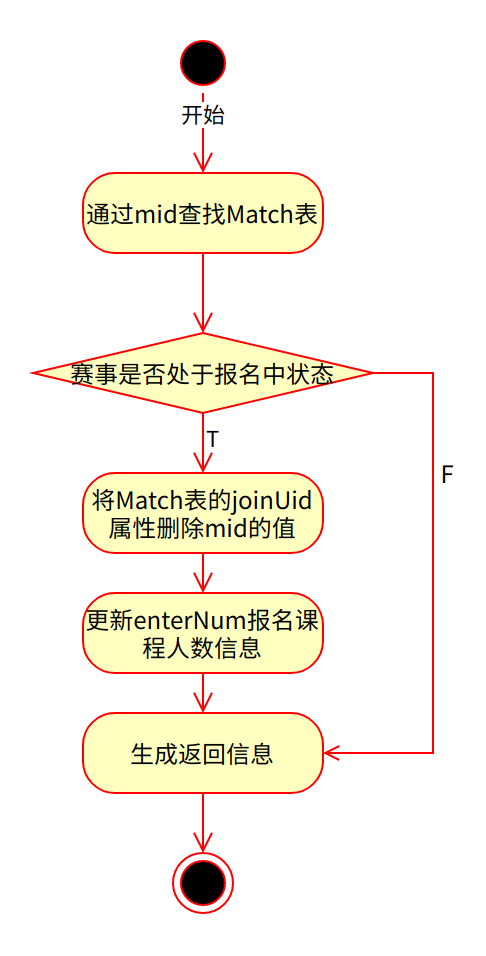 开始
通过mid查找Match表
赛事是否处于报名中状态
T
F
将Match表的joinUid
属性删除mid的值
更新enterNum报名课
程人数信息
生成返回信息